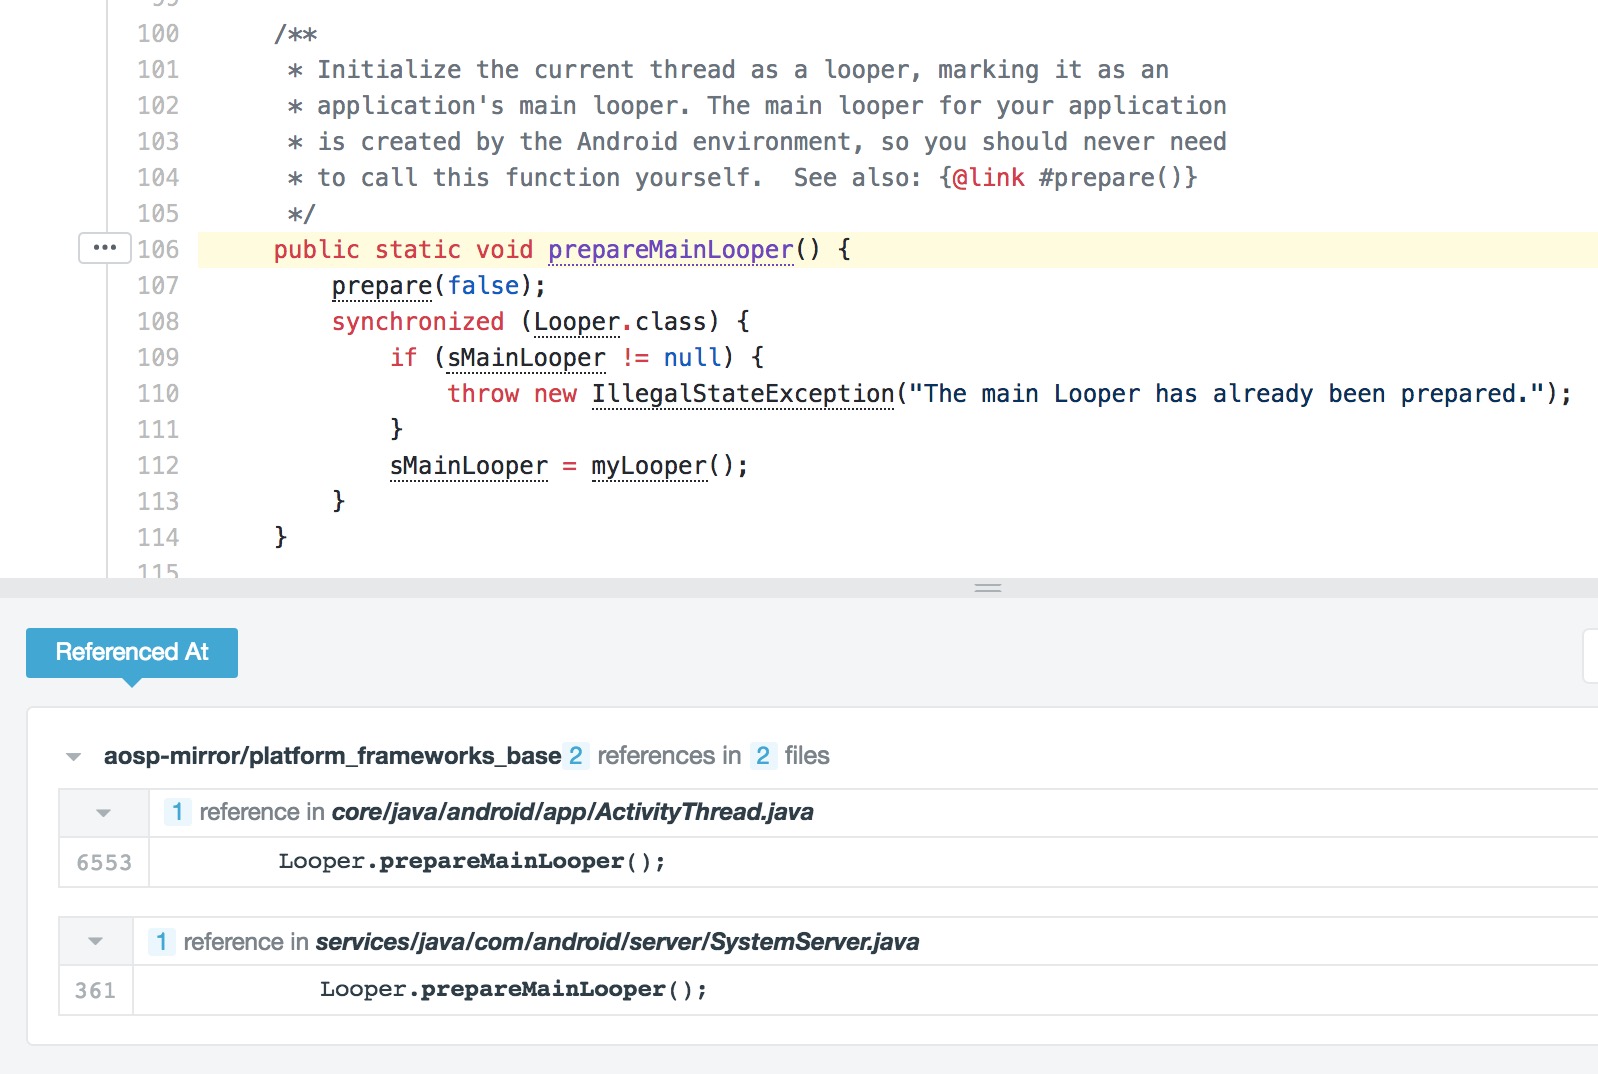 99
100 /**
101 * Initialize the current thread as a looper, marking it as an
102 * application's main looper. The main looper for your application
103 * is created by the Android environment, so you should never need
104 * to call this function yourself.  See also: {@link #prepare()}
105 */
••• 106 public static void prepareMainLooper() {
107 prepare(false);
108 synchronized (Looper.class) {
109 if (sMainLooper != null) {
110 throw new IllegalStateException("The main Looper has already been prepared.");
111 }
112 sMainLooper = myLooper();
113 }
114 }
115
Referenced At
aosp-mirror/platform_frameworks_base 2 references in 2 files
1 reference in core/java/android/app/ActivityThread.java
6553 Looper.prepareMainLooper();
1 reference in services/java/com/android/server/SystemServer.java
361 Looper.prepareMainLooper();